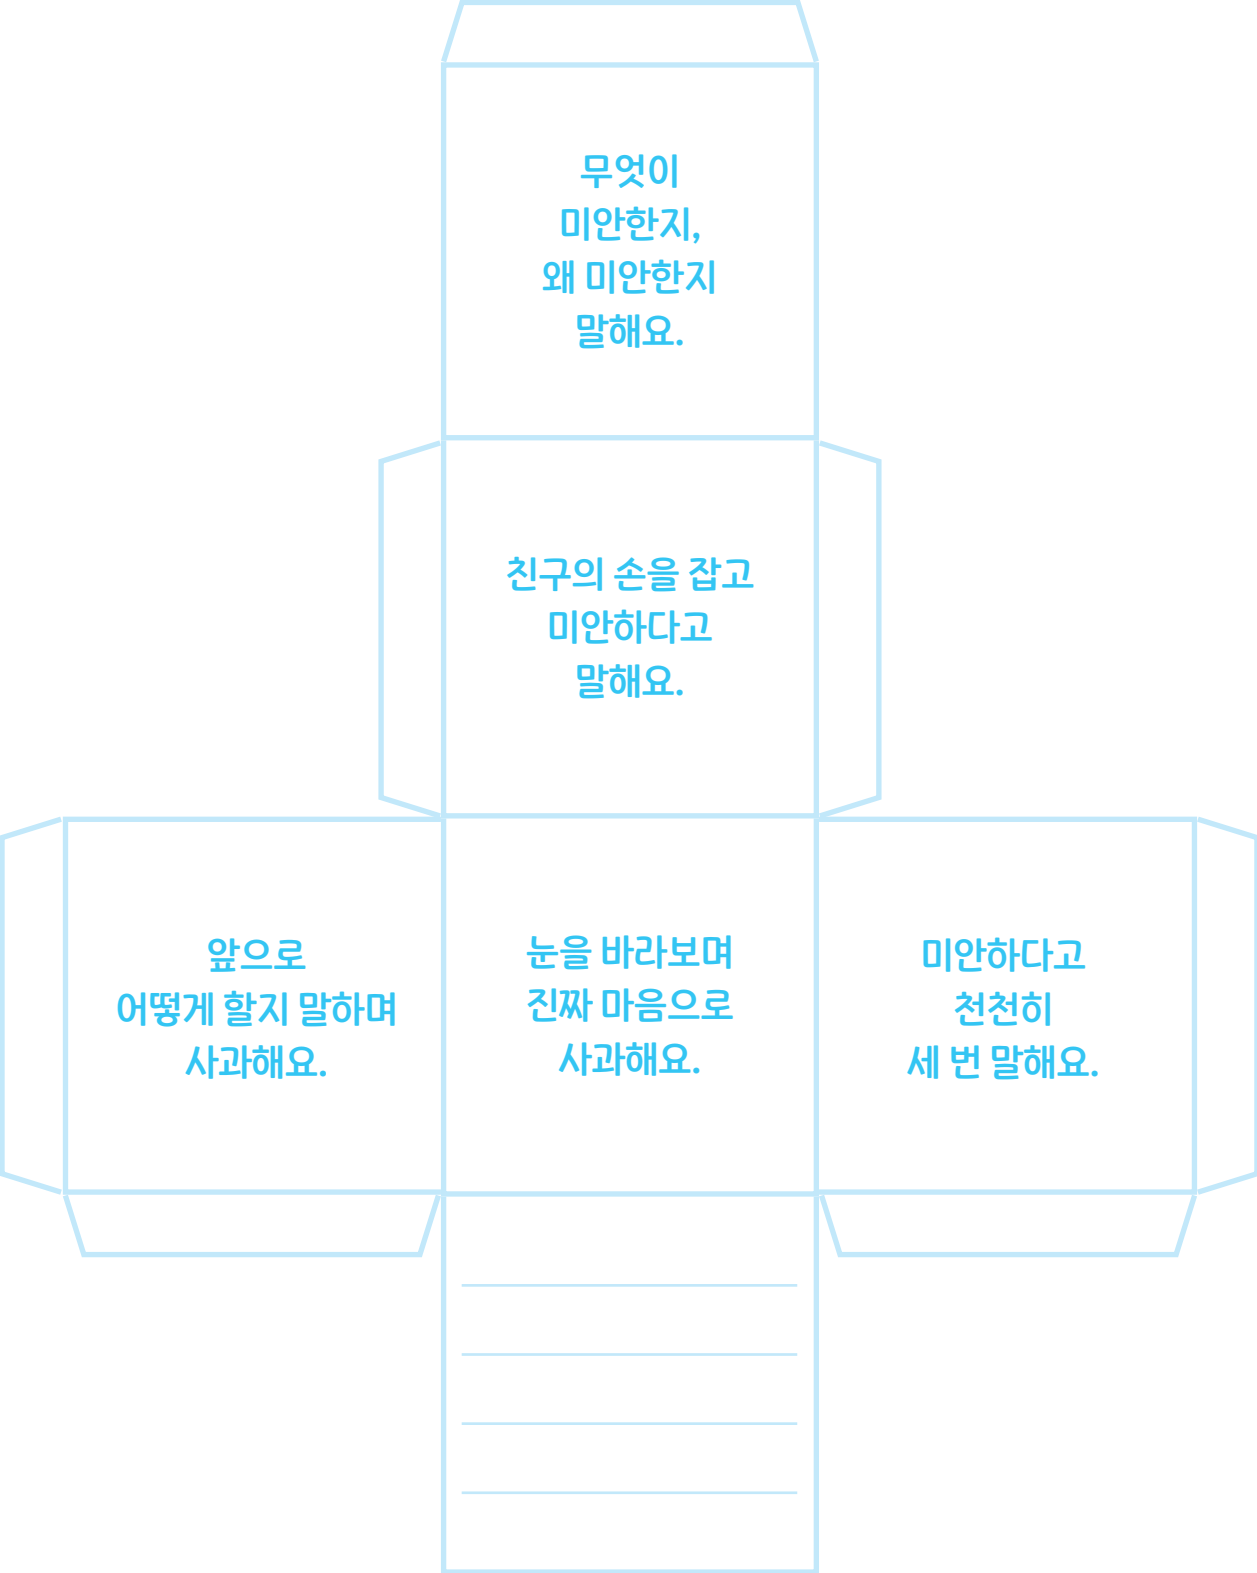 무엇이
미안한지,
왜 미안한지
말해요.
친구의 손을 잡고
미안하다고
말해요.
앞으로
어떻게 할지 말하며
사과해요.
눈을 바라보며
진짜 마음으로
사과해요.
미안하다고
천천히
세 번 말해요.